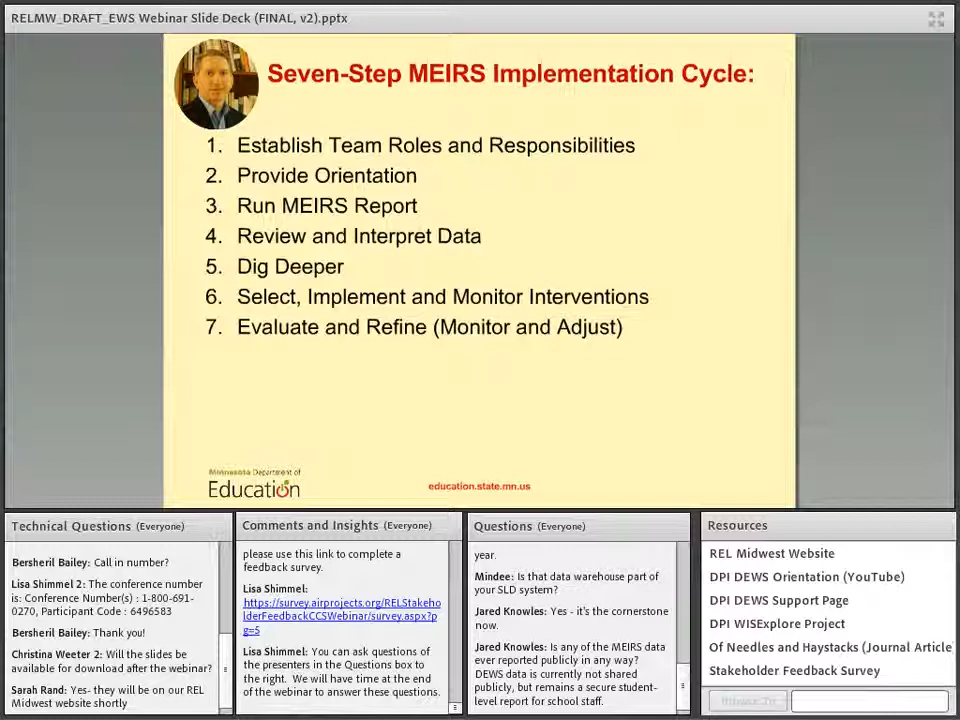 RELMW_DRAFT_EWS Webinar Slide Deck (FINAL, v2).pptx
Seven-Step MEIRS Implementation Cycle:
1. Establish Team Roles and Responsibilities
2. Provide Orientation
3. Run MEIRS Report
4. Review and Interpret Data
5. Dig Deeper
6. Select, Implement and Monitor Interventions
7. Evaluate and Refine (Monitor and Adjust)
Minnesota Department of
Education
education.state.mn.us
Technical Questions (Everyone)
Bersheril Bailey: Call in number?
Lisa Shimmel 2: The conference number
is: Conference Number(s) : 1-800-691-
0270, Participant Code : 6496583
Bersheril Bailey: Thank you!
Christina Weeter 2: Will the slides be
available for download after the webinar?
Sarah Rand: Yes- they will be on our REL
Midwest website shortly
Comments and Insights (Everyone)
please use this link to complete a
feedback survey.
Lisa Shimmel:
https://survey.airprojects.org/RELStakeho
lderFeedbackCCSWebinar/survey.aspx?p
g=5
Lisa Shimmel: You can ask questions of
the presenters in the Questions box to
the right. We will have time at the end
of the webinar to answer these questions.
Questions (Everyone)
year.
Mindee: Is that data warehouse part of
your SLD system?
Jared Knowles: Yes - it's the cornerstone
now.
Jared Knowles: Is any of the MEIRS data
ever reported publicly in any way?
DEWS data is currently not shared
publicly, but remains a secure student-
level report for school staff.
Resources
REL Midwest Website
DPI DEWS Orientation (YouTube)
DPI DEWS Support Page
DPI WISExplore Project
Of Needles and Haystacks (Journal Article
Stakeholder Feedback Survey
Browse To